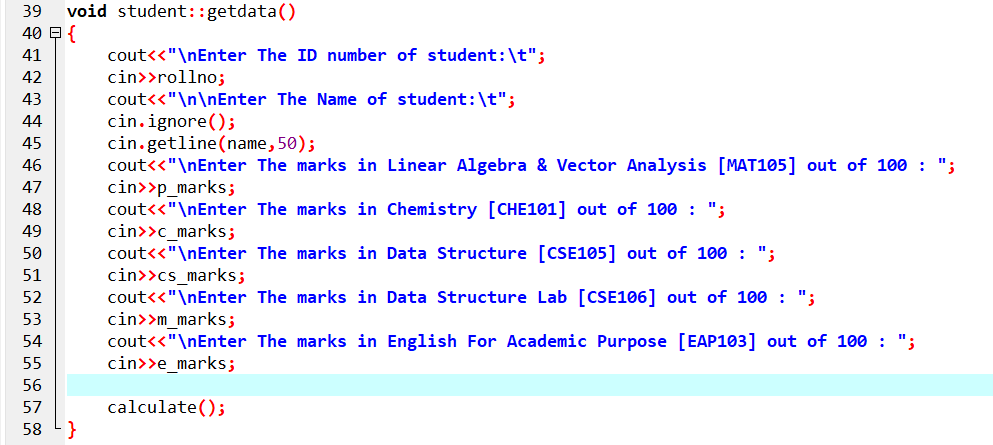 39 void student::getdata()
40 {
41 cout<<"\nEnter The ID number of student:\t";
42 cin>>rollno;
43 cout<<"\n\nEnter The Name of student:\t";
44 cin.ignore();
45 cin.getline(name,50);
46 cout<<"\nEnter The marks in Linear Algebra & Vector Analysis [MAT105] out of 100 : ";
47 cin>>p_marks;
48 cout<<"\nEnter The marks in Chemistry [CHE101] out of 100 : ";
49 cin>>c_marks;
50 cout<<"\nEnter The marks in Data Structure [CSE105] out of 100 : ";
51 cin>>cs_marks;
52 cout<<"\nEnter The marks in Data Structure Lab [CSE106] out of 100 : ";
53 cin>>m_marks;
54 cout<<"\nEnter The marks in English For Academic Purpose [EAP103] out of 100 : ";
55 cin>>e_marks;
56
57 calculate();
58 }